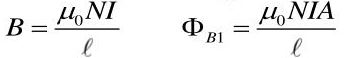 B = μ₀NI / ℓ   Φ_B1 = μ₀NIA / ℓ